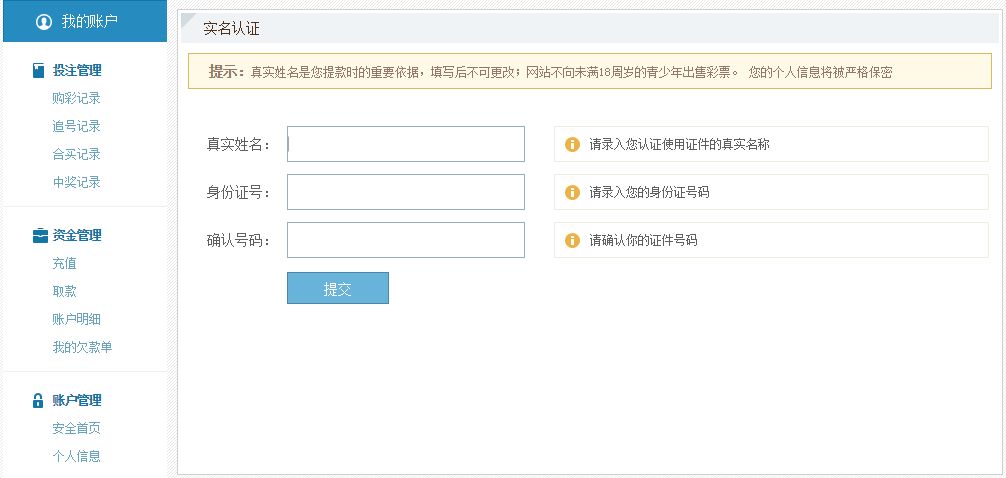 我的账户
投注管理
购彩记录
追号记录
合买记录
中奖记录
资金管理
充值
取款
账户明细
我的欠款单
账户管理
安全首页
个人信息
实名认证
提示：真实姓名是您提款时的重要依据，填写后不可更改；网站不向未满18周岁的青少年出售彩票。 您的个人信息将被严格保密
真实姓名： 请录入您认证使用证件的真实名称
身份证号： 请录入您的身份证号码
确认号码： 请确认你的证件号码
提交